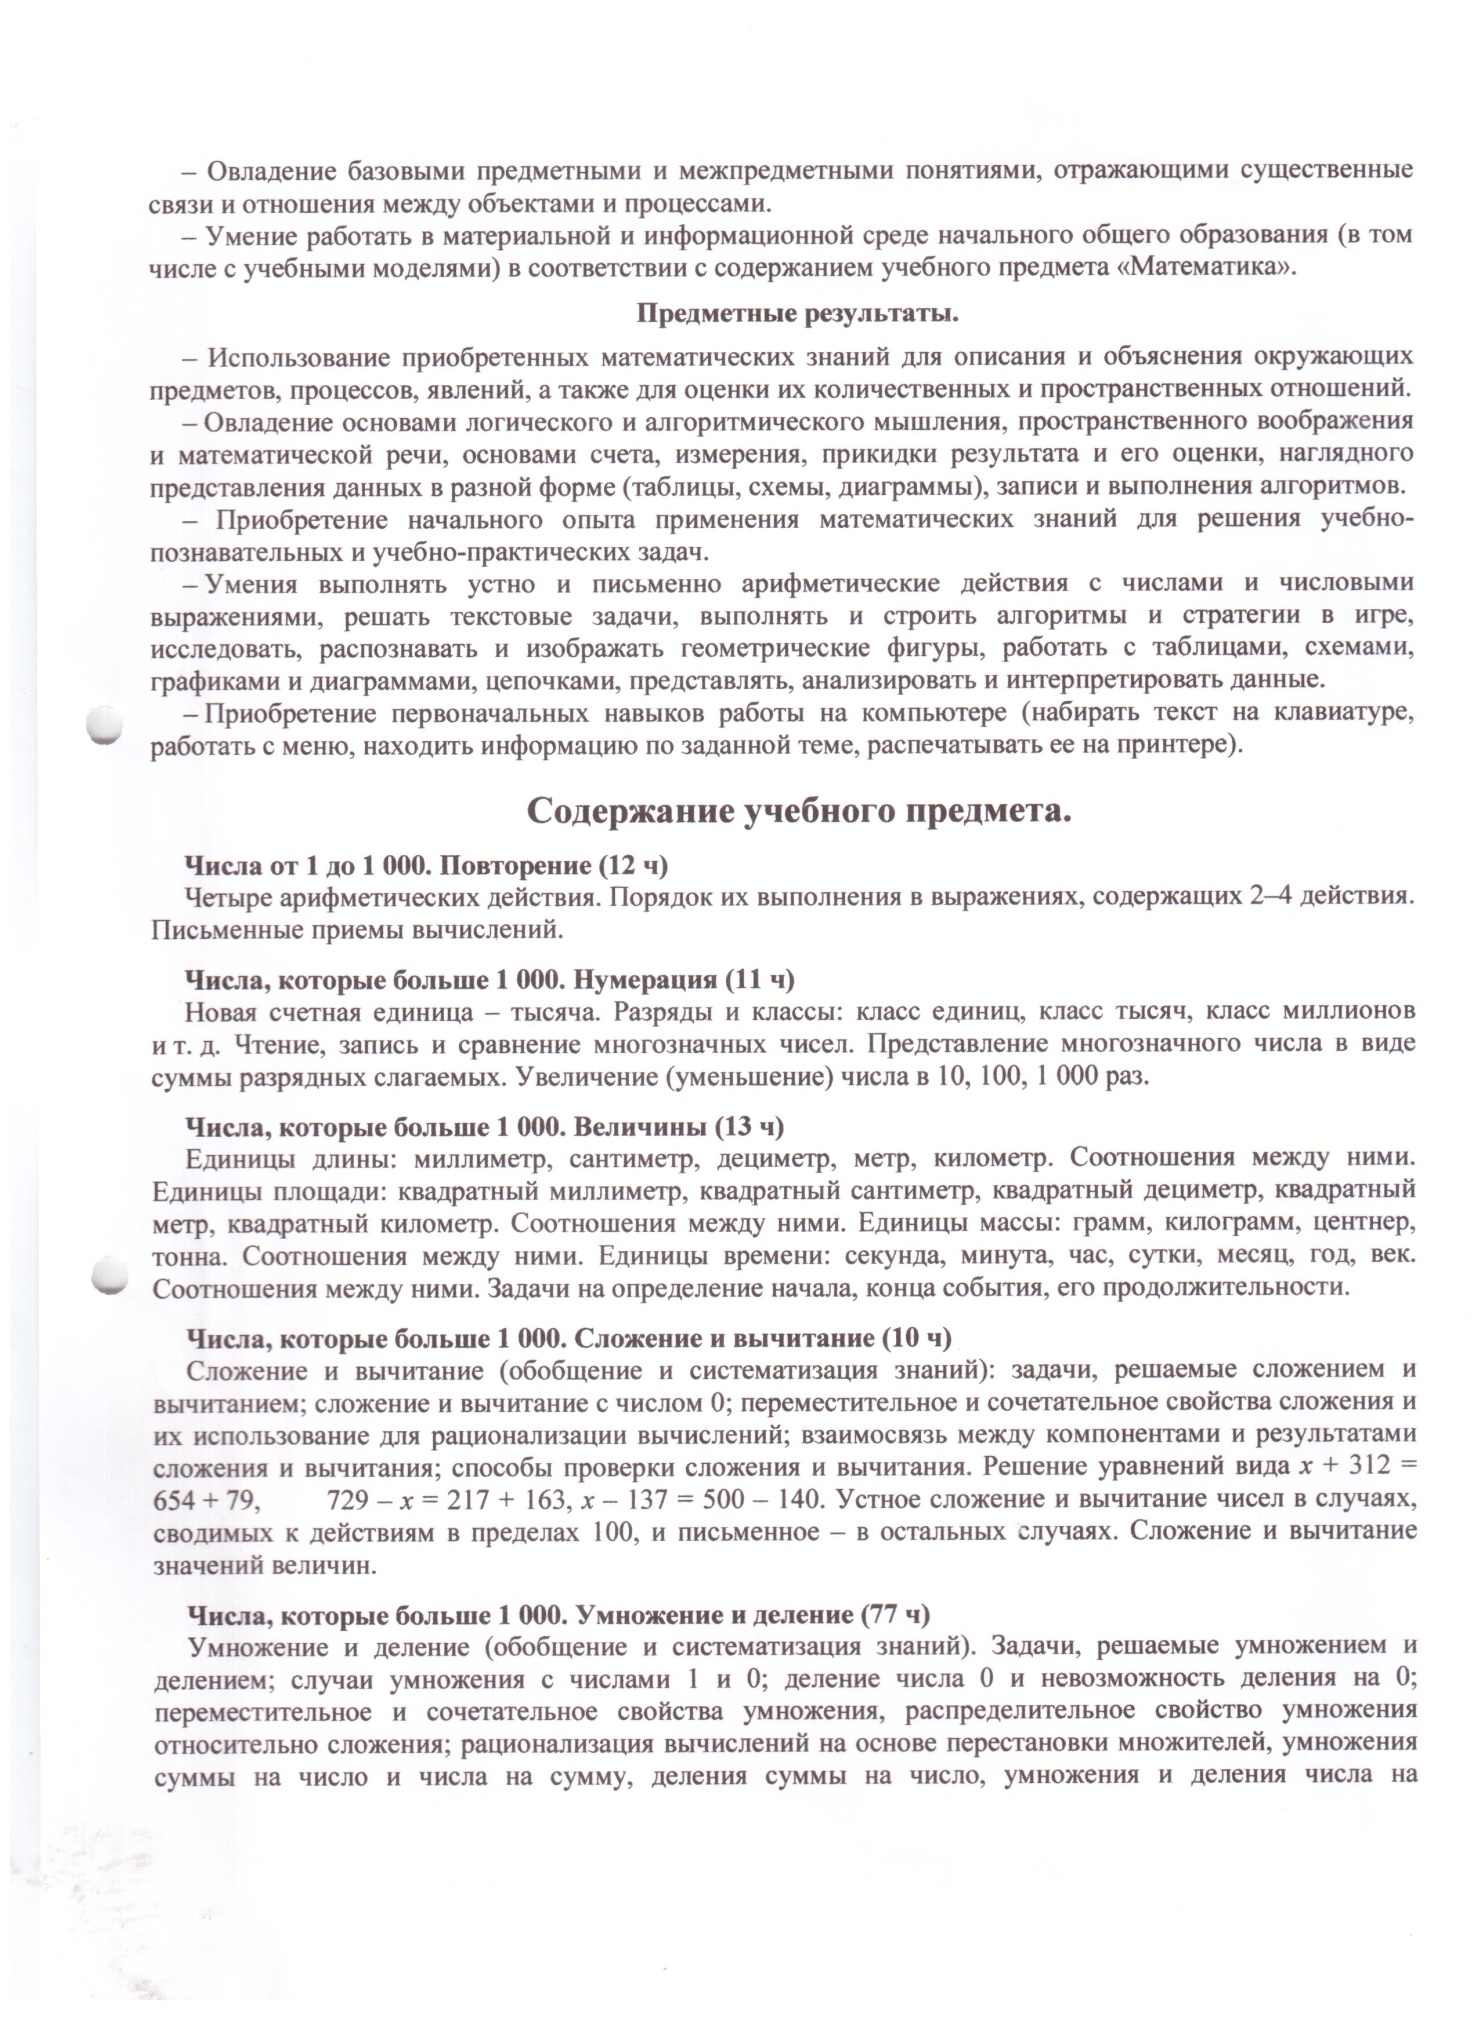 – Овладение базовыми предметными и межпредметными понятиями, отражающими существенные
связи и отношения между объектами и процессами.
– Умение работать в материальной и информационной среде начального общего образования (в том
числе с учебными моделями) в соответствии с содержанием учебного предмета «Математика».
Предметные результаты.
– Использование приобретенных математических знаний для описания и объяснения окружающих
предметов, процессов, явлений, а также для оценки их количественных и пространственных отношений.
– Овладение основами логического и алгоритмического мышления, пространственного воображения
и математической речи, основами счета, измерения, прикидки результата и его оценки, наглядного
представления данных в разной форме (таблицы, схемы, диаграммы), записи и выполнения алгоритмов.
– Приобретение начального опыта применения математических знаний для решения учебно-
познавательных и учебно-практических задач.
– Умения выполнять устно и письменно арифметические действия с числами и числовыми
выражениями, решать текстовые задачи, выполнять и строить алгоритмы и стратегии в игре,
исследовать, распознавать и изображать геометрические фигуры, работать с таблицами, схемами,
графиками и диаграммами, цепочками, представлять, анализировать и интерпретировать данные.
– Приобретение первоначальных навыков работы на компьютере (набирать текст на клавиатуре,
работать с меню, находить информацию по заданной теме, распечатывать ее на принтере).
Содержание учебного предмета.
Числа от 1 до 1 000. Повторение (12 ч)
Четыре арифметических действия. Порядок их выполнения в выражениях, содержащих 2–4 действия.
Письменные приемы вычислений.
Числа, которые больше 1 000. Нумерация (11 ч)
Новая счетная единица – тысяча. Разряды и классы: класс единиц, класс тысяч, класс миллионов
и т. д. Чтение, запись и сравнение многозначных чисел. Представление многозначного числа в виде
суммы разрядных слагаемых. Увеличение (уменьшение) числа в 10, 100, 1 000 раз.
Числа, которые больше 1 000. Величины (13 ч)
Единицы длины: миллиметр, сантиметр, дециметр, метр, километр. Соотношения между ними.
Единицы площади: квадратный миллиметр, квадратный сантиметр, квадратный дециметр, квадратный
метр, квадратный километр. Соотношения между ними. Единицы массы: грамм, килограмм, центнер,
тонна. Соотношения между ними. Единицы времени: секунда, минута, час, сутки, месяц, год, век.
Соотношения между ними. Задачи на определение начала, конца события, его продолжительности.
Числа, которые больше 1 000. Сложение и вычитание (10 ч)
Сложение и вычитание (обобщение и систематизация знаний): задачи, решаемые сложением и
вычитанием; сложение и вычитание с числом 0; переместительное и сочетательное свойства сложения и
их использование для рационализации вычислений; взаимосвязь между компонентами и результатами
сложения и вычитания; способы проверки сложения и вычитания. Решение уравнений вида x + 312 =
654 + 79, 729 – x = 217 + 163, x – 137 = 500 – 140. Устное сложение и вычитание чисел в случаях,
сводимых к действиям в пределах 100, и письменное – в остальных случаях. Сложение и вычитание
значений величин.
Числа, которые больше 1 000. Умножение и деление (77 ч)
Умножение и деление (обобщение и систематизация знаний). Задачи, решаемые умножением и
делением; случаи умножения с числами 1 и 0; деление числа 0 и невозможность деления на 0;
переместительное и сочетательное свойства умножения, распределительное свойство умножения
относительно сложения; рационализация вычислений на основе перестановки множителей, умножения
суммы на число и числа на сумму, деления суммы на число, умножения и деления числа на